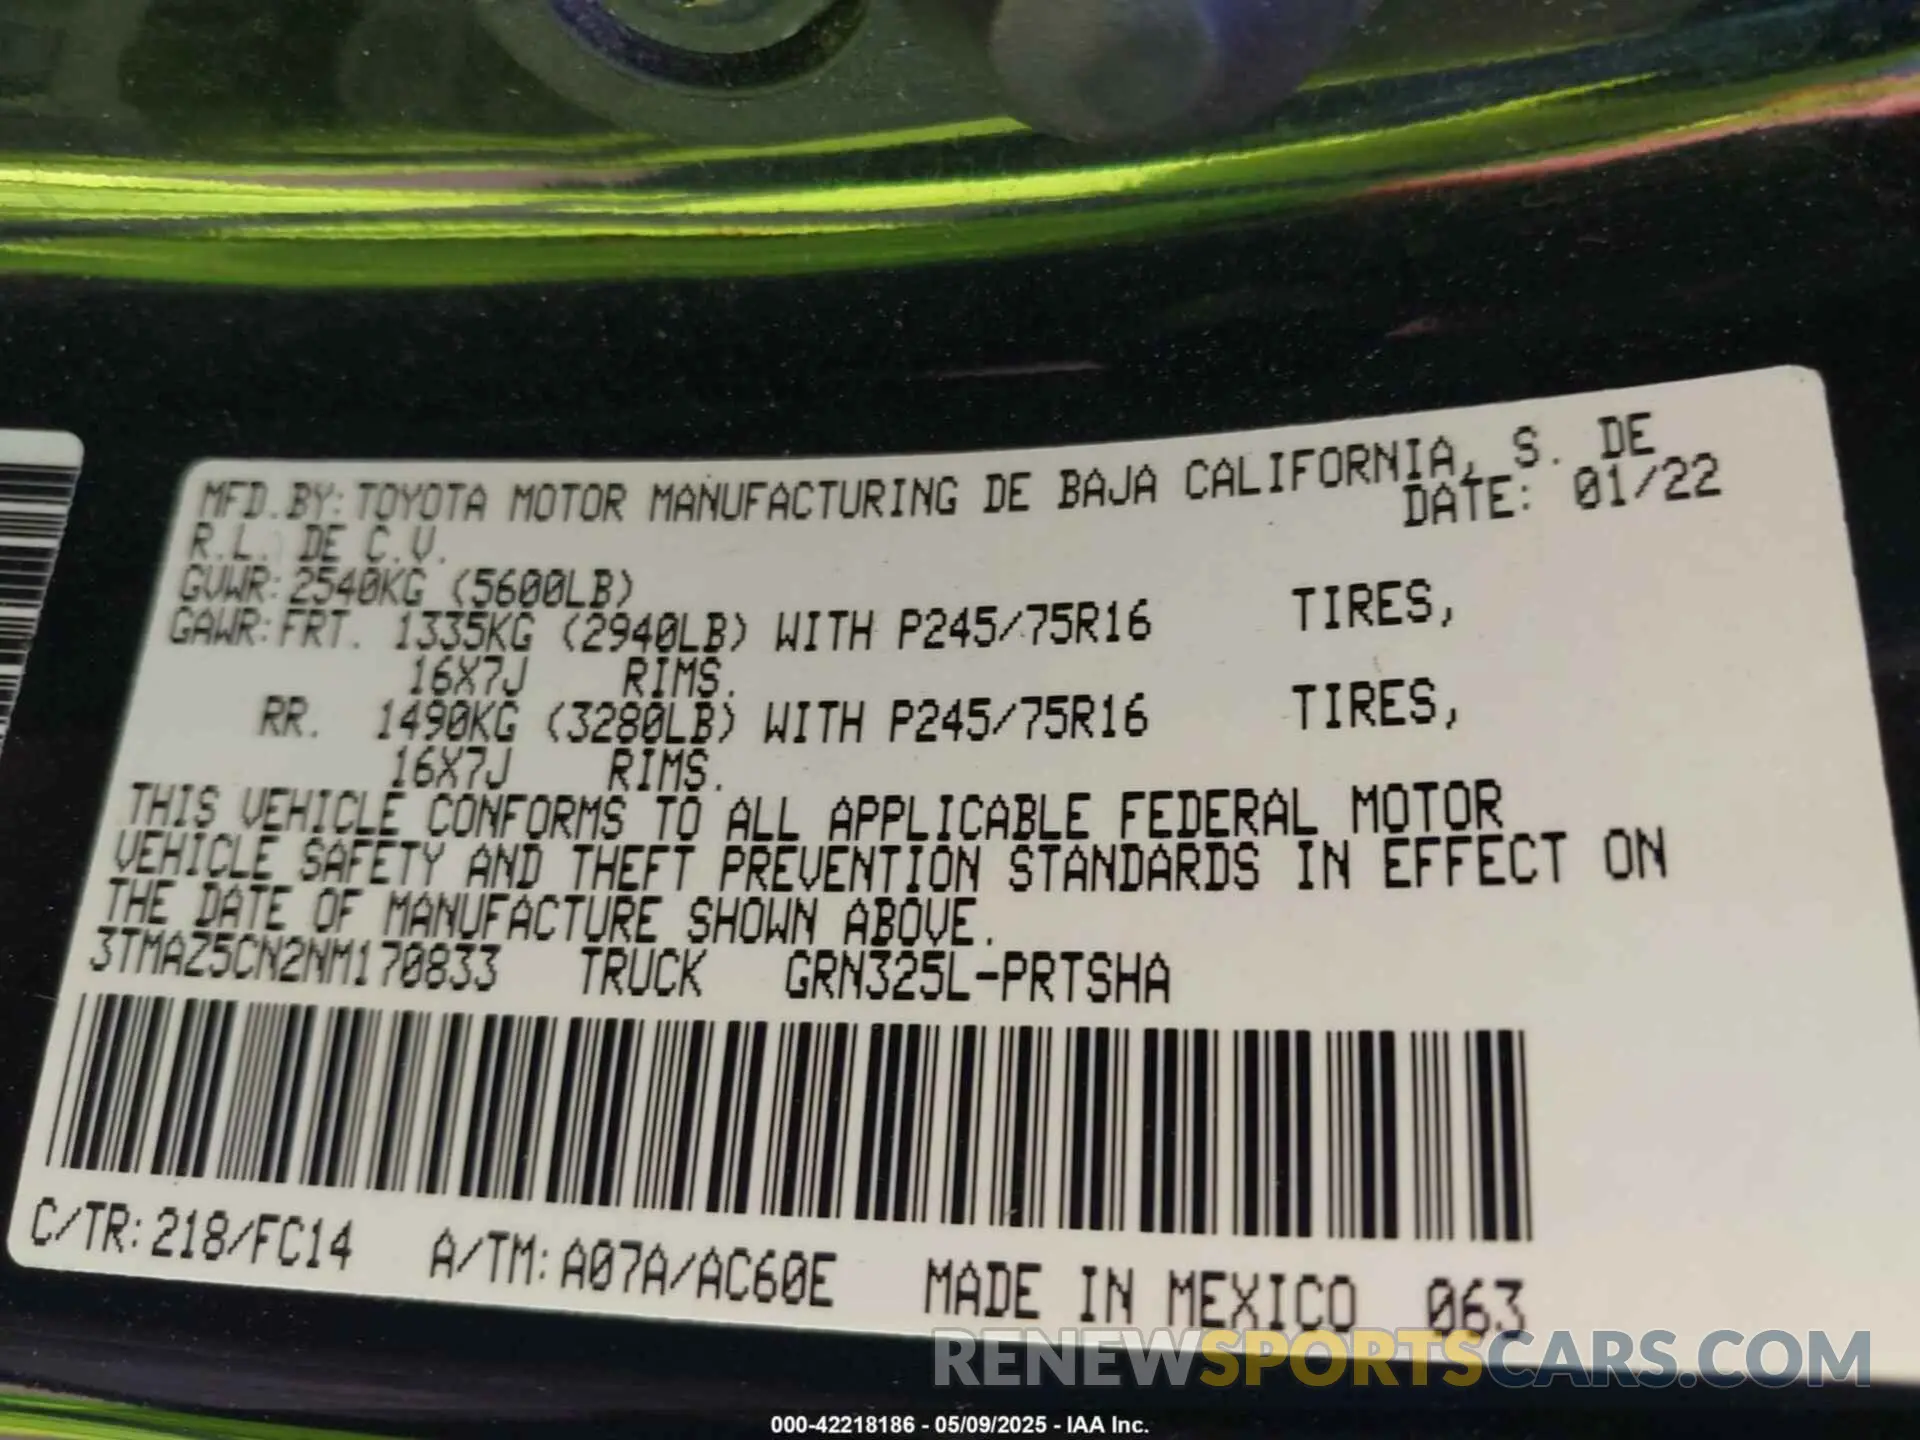 MFD.BY:TOYOTA MOTOR MANUFACTURING DE BAJA CALIFORNIA, S. DE
R.L. DE C.V. DATE: 01/22
GVWR:2540KG (5600LB)
GAWR:FRT. 1335KG (2940LB) WITH P245/75R16 TIRES,
16X7J RIMS.
RR. 1490KG (3280LB) WITH P245/75R16 TIRES,
16X7J RIMS.
THIS VEHICLE CONFORMS TO ALL APPLICABLE FEDERAL MOTOR
VEHICLE SAFETY AND THEFT PREVENTION STANDARDS IN EFFECT ON
THE DATE OF MANUFACTURE SHOWN ABOVE.
3TMAZ5CN2NM170833 TRUCK GRN325L-PRTSHA
C/TR:218/FC14 A/TM:A07A/AC60E MADE IN MEXICO 063
RENEWSPORTSCARS.COM
000-42218186 - 05/09/2025 - IAA Inc.